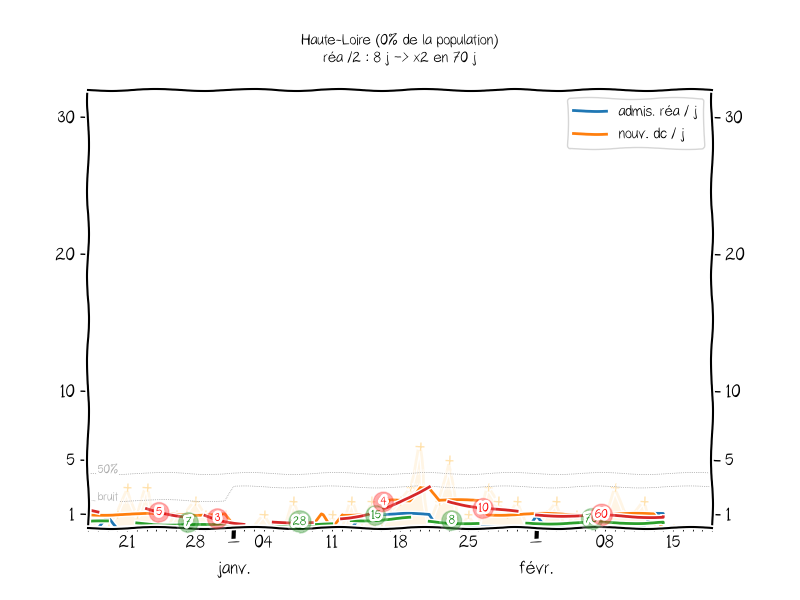 Haute-Loire (0% de la population)
réa /2 : 8 j -> x2 en 70 j
admis. réa / j
nouv. dc / j
30 30
20 20
10 10
5 5
1 1
50%
bruit
5 7 3 28 15 4 8 10 60
21 28 04 11 18 25 08 15
janv. févr.